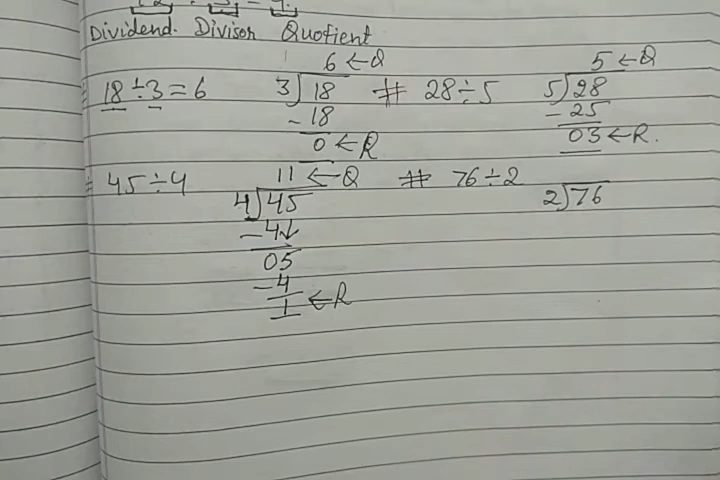 Dividend. Divisor Quotient
6 ← Q 5 ← Q
18 ÷ 3 = 6 3)18 # 28 ÷ 5 5)28
-18 -25
0 ← R 03 ← R.
11 ← Q
45 ÷ 4 4)45 # 76 ÷ 2 2)76
-4↓
05
-4
1 ← R